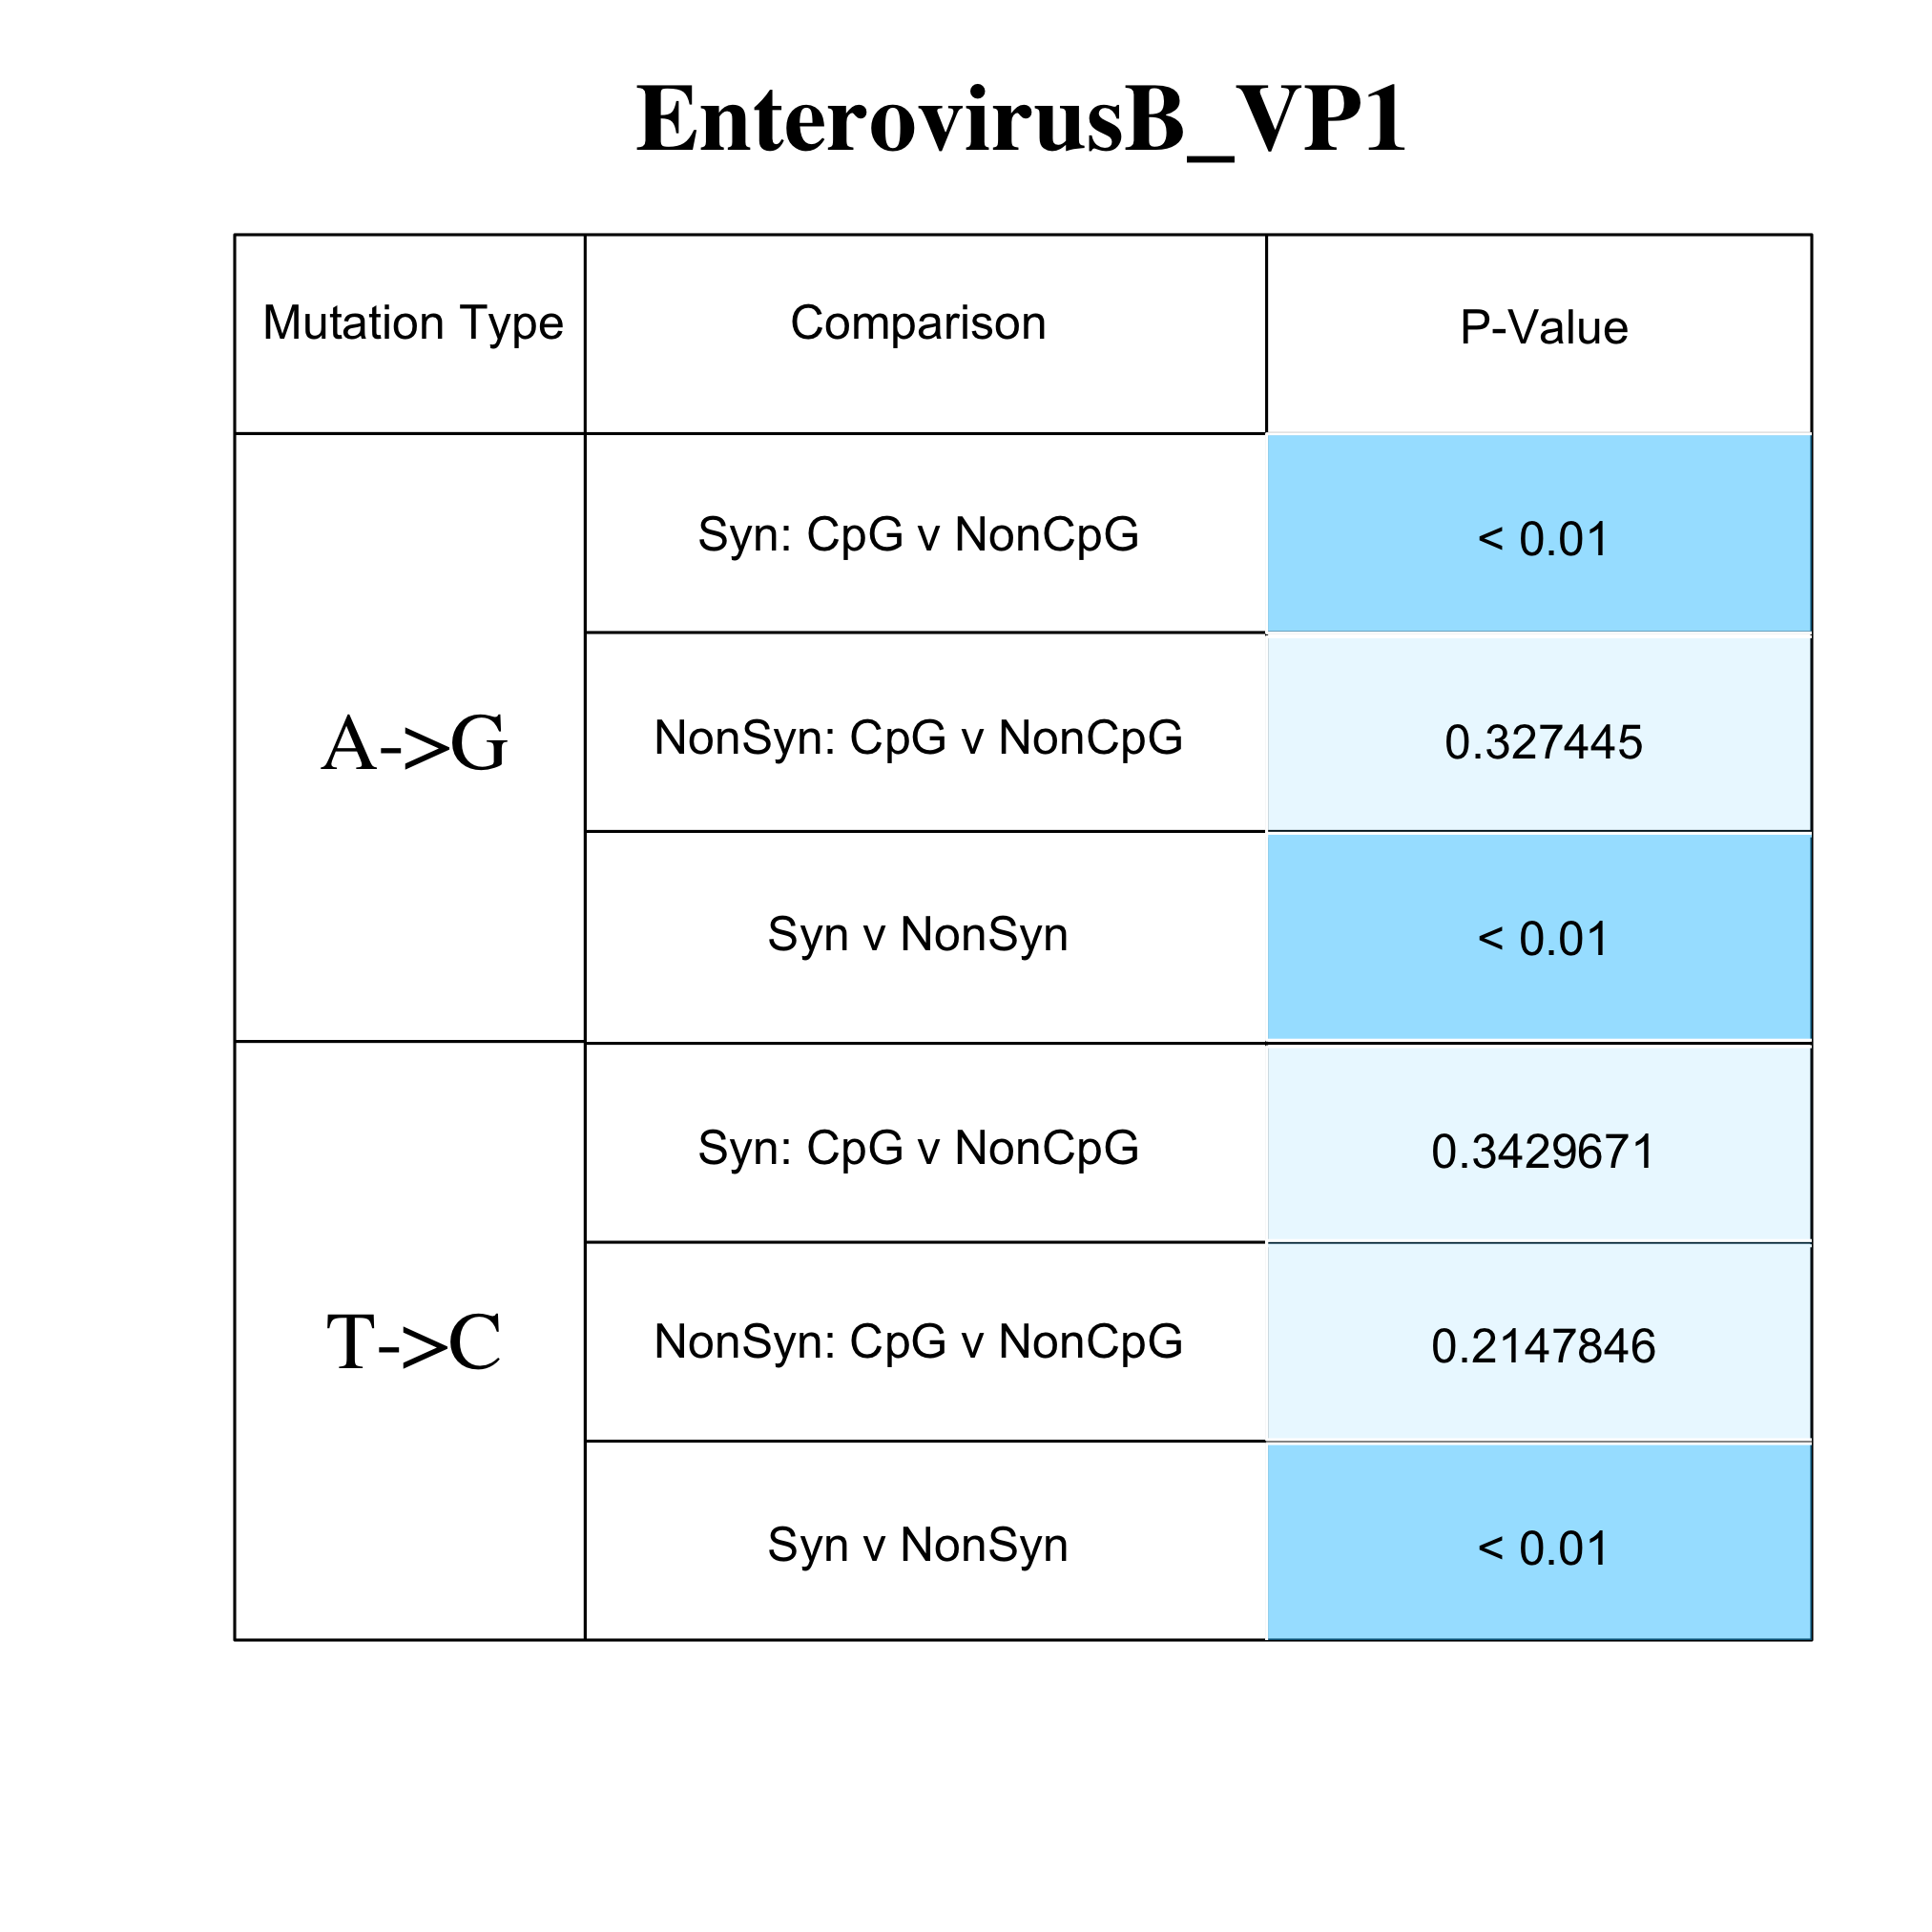 EnterovirusB_VP1
Mutation Type Comparison P-Value
A->G
Syn: CpG v NonCpG < 0.01
NonSyn: CpG v NonCpG 0.327445
Syn v NonSyn < 0.01
T->C
Syn: CpG v NonCpG 0.3429671
NonSyn: CpG v NonCpG 0.2147846
Syn v NonSyn < 0.01